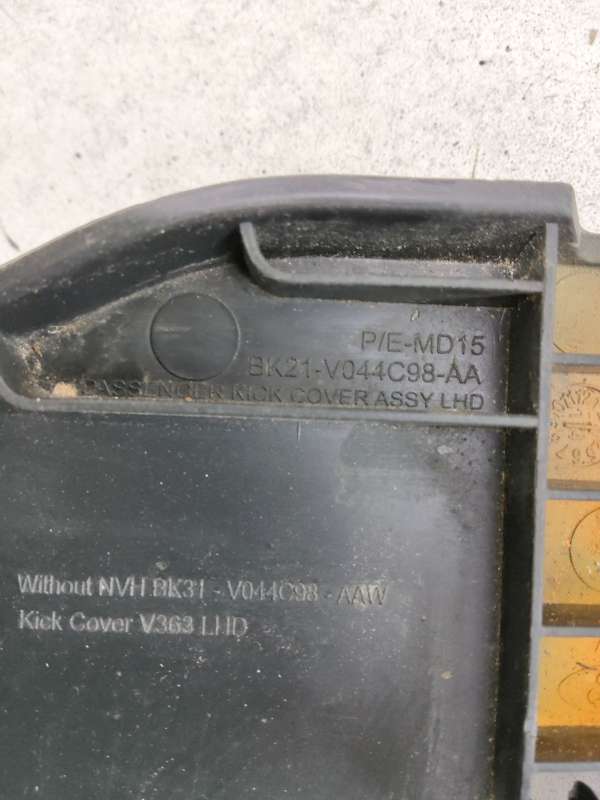 P/E-MD15
BK21-V044C98-AA
PASSENGER KICK COVER ASSY LHD
Without NVH BK31 - V044C98 - AAW
Kick Cover V363 LHD